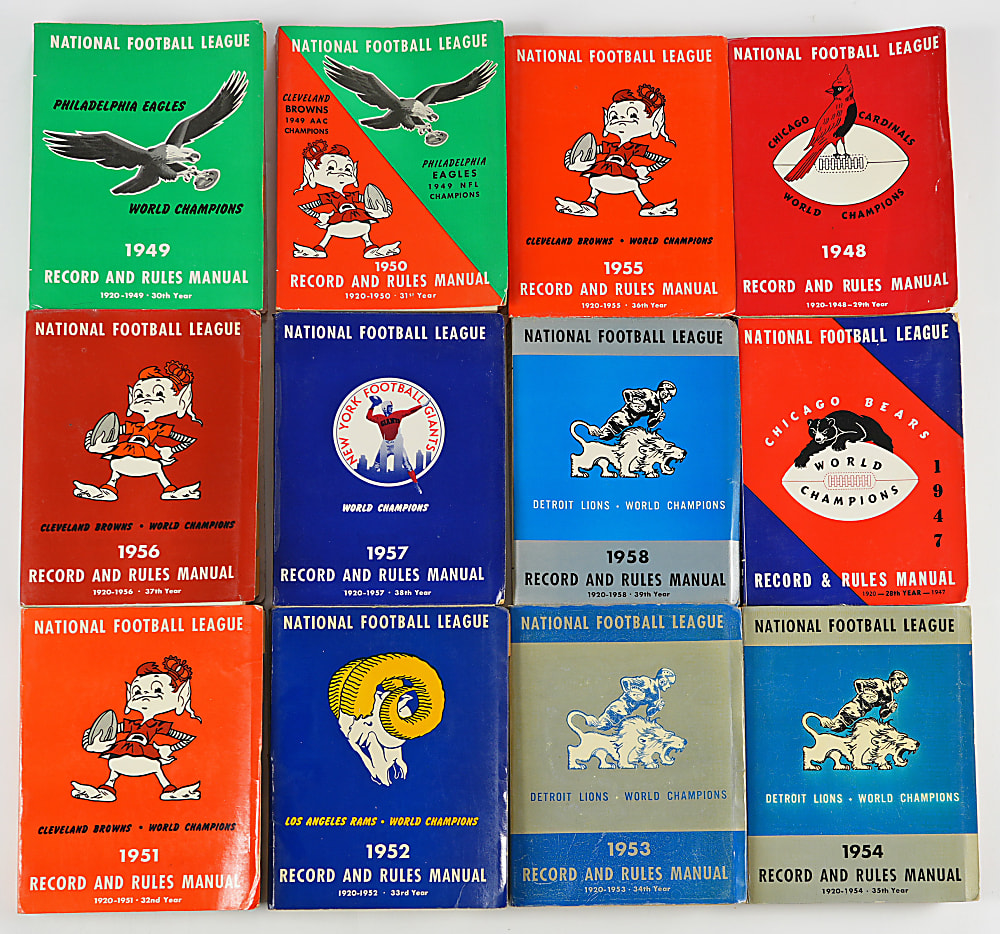 NATIONAL FOOTBALL LEAGUE
PHILADELPHIA EAGLES
WORLD CHAMPIONS
1949
RECORD AND RULES MANUAL
1920-1949 · 30th Year
NATIONAL FOOTBALL LEAGUE
CLEVELAND
BROWNS
1949 AAC
CHAMPIONS
PHILADELPHIA
EAGLES
1949 NFL
CHAMPIONS
1950
RECORD AND RULES MANUAL
1920-1950 · 31st Year
NATIONAL FOOTBALL LEAGUE
CLEVELAND BROWNS · WORLD CHAMPIONS
1955
RECORD AND RULES MANUAL
1920-1955 · 36th Year
NATIONAL FOOTBALL LEAGUE
CHICAGO CARDINALS
WORLD CHAMPIONS
1948
RECORD AND RULES MANUAL
1920-1948-29th Year
NATIONAL FOOTBALL LEAGUE
CLEVELAND BROWNS · WORLD CHAMPIONS
1956
RECORD AND RULES MANUAL
1920-1956 · 37th Year
NATIONAL FOOTBALL LEAGUE
NEW YORK FOOTBALL GIANTS
GIANTS
WORLD CHAMPIONS
1957
RECORD AND RULES MANUAL
1920-1957 · 38th Year
NATIONAL FOOTBALL LEAGUE
DETROIT LIONS · WORLD CHAMPIONS
1958
RECORD AND RULES MANUAL
1920-1958 · 39th Year
NATIONAL FOOTBALL LEAGUE
CHICAGO BEARS
WORLD
CHAMPIONS
1947
RECORD & RULES MANUAL
1920—28th YEAR—1947
NATIONAL FOOTBALL LEAGUE
CLEVELAND BROWNS · WORLD CHAMPIONS
1951
RECORD AND RULES MANUAL
1920-1951 · 32nd Year
NATIONAL FOOTBALL LEAGUE
LOS ANGELES RAMS · WORLD CHAMPIONS
1952
RECORD AND RULES MANUAL
1920-1952 · 33rd Year
NATIONAL FOOTBALL LEAGUE
DETROIT LIONS · WORLD CHAMPIONS
1953
RECORD AND RULES MANUAL
1920-1953 · 34th Year
NATIONAL FOOTBALL LEAGUE
DETROIT LIONS · WORLD CHAMPIONS
1954
RECORD AND RULES MANUAL
1920-1954 · 35th Year